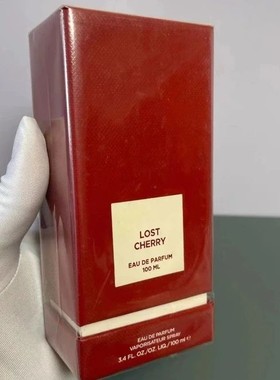 LOST
CHERRY
EAU DE PARFUM
100 ML
EAU DE PARFUM
VAPORISATEUR SPRAY
3.4 FL. OZ./OZ. LIQ./100 ml ℮